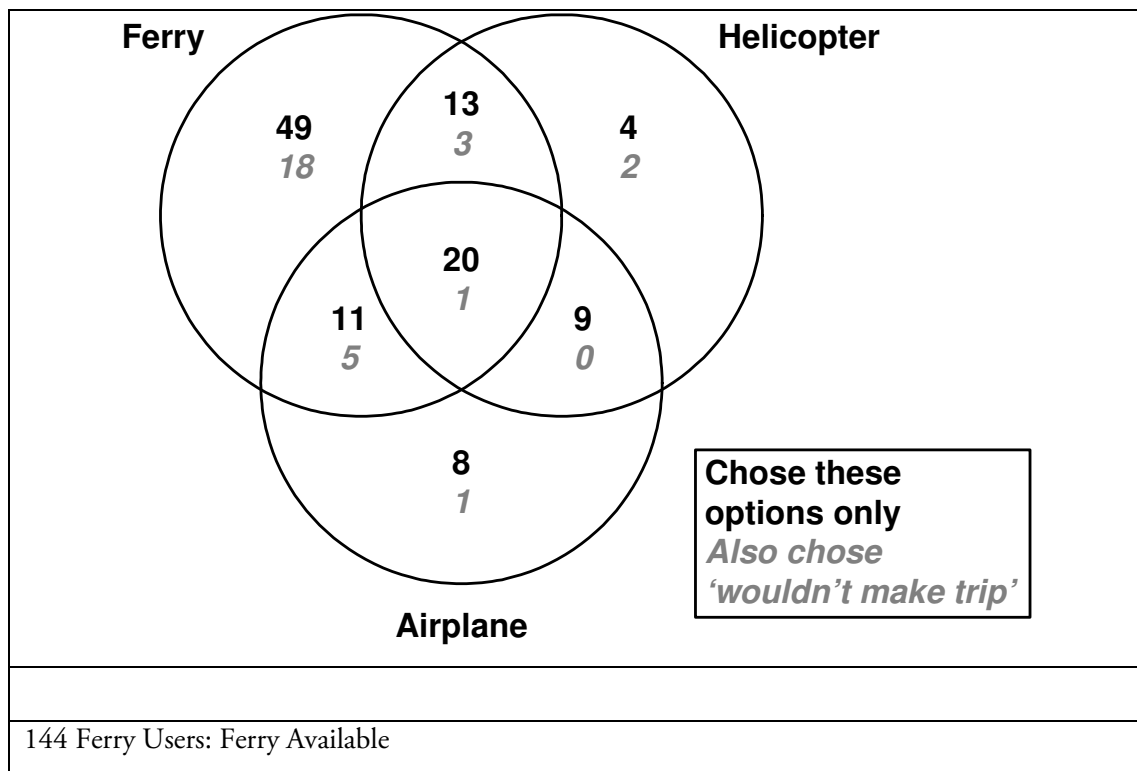 Ferry
Helicopter
49
18
13
3
4
2
20
1
11
5
9
0
8
1
Airplane
Chose these
options only
Also chose
‘wouldn’t make trip’
144 Ferry Users: Ferry Available